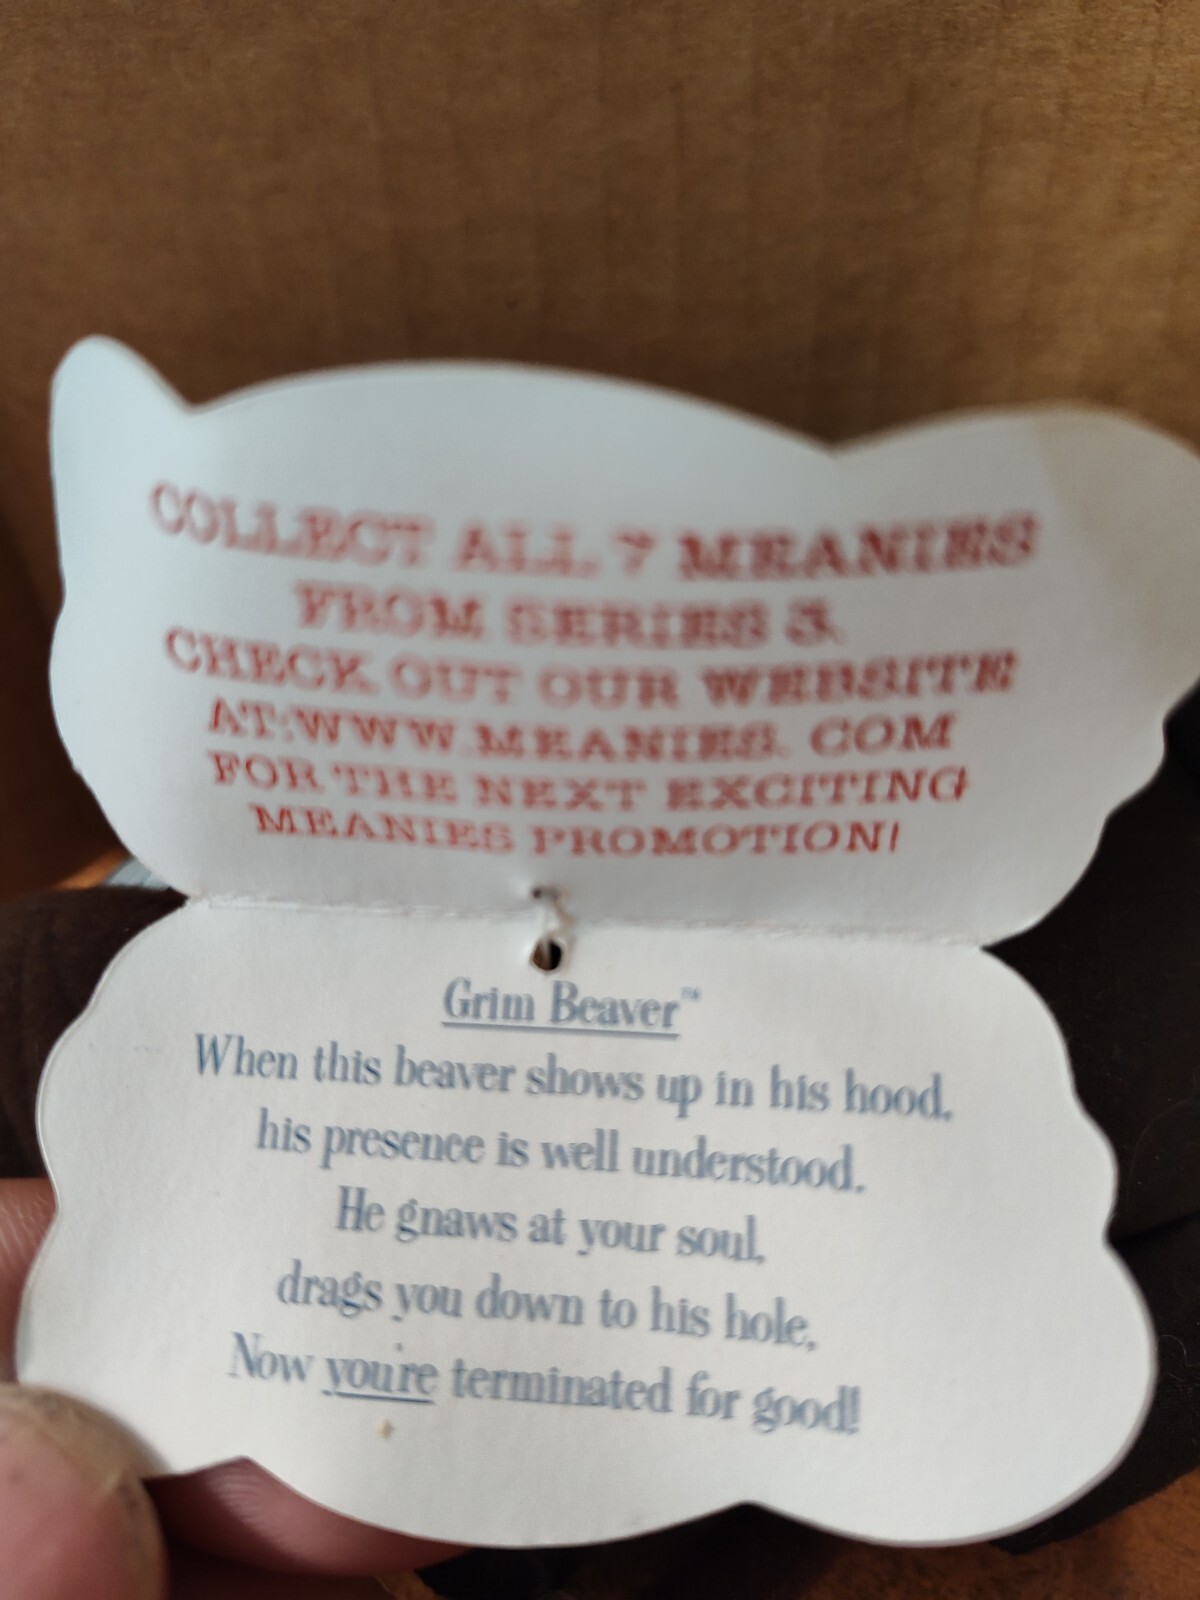 COLLECT ALL 7 MEANIES
FROM SERIES 3.
CHECK OUT OUR WEBSITE
AT:WWW.MEANIES. COM
FOR THE NEXT EXCITING
MEANIES PROMOTION!
Grim Beaver™
When this beaver shows up in his hood,
his presence is well understood.
He gnaws at your soul,
drags you down to his hole,
Now you're terminated for good!